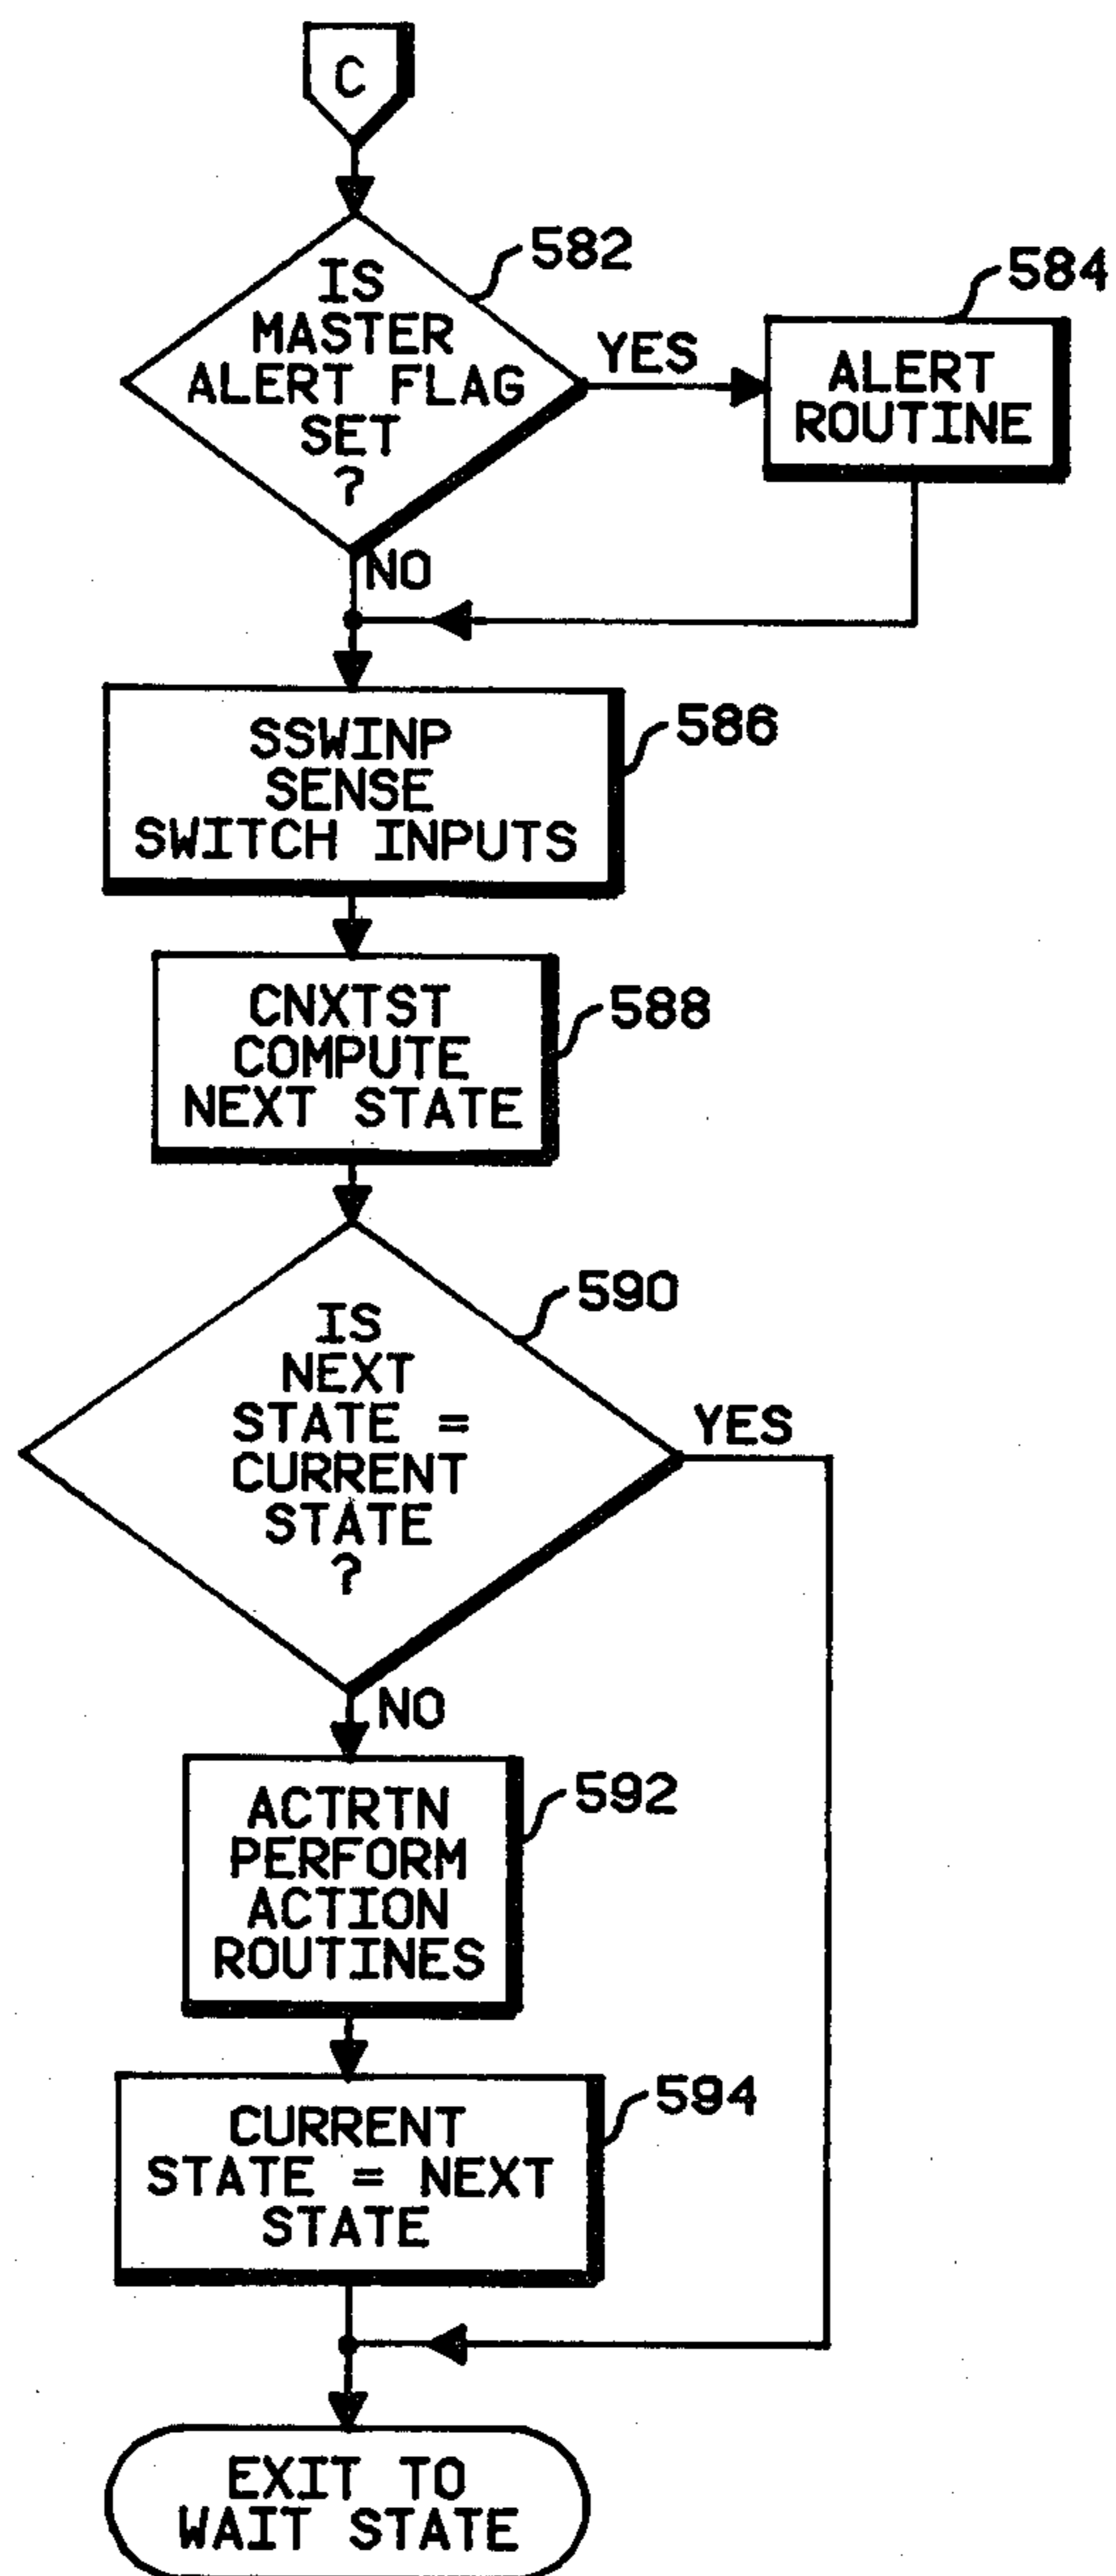 C
582
IS
MASTER
ALERT FLAG
SET
?
YES
584
ALERT
ROUTINE
NO
586
SSWINP
SENSE
SWITCH INPUTS
588
CNXTST
COMPUTE
NEXT STATE
590
IS
NEXT
STATE =
CURRENT
STATE
?
YES
NO
592
ACTRTN
PERFORM
ACTION
ROUTINES
594
CURRENT
STATE = NEXT
STATE
EXIT TO
WAIT STATE